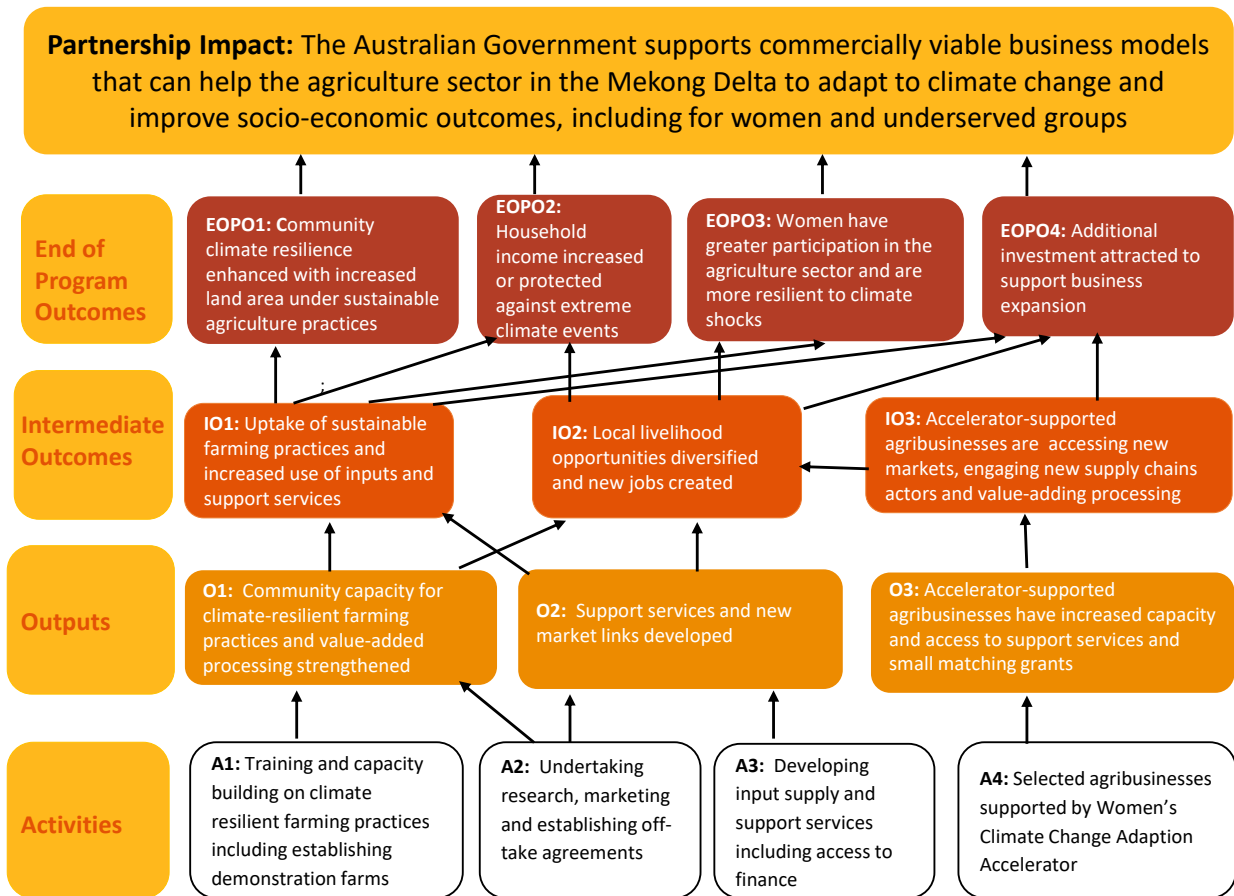 Partnership Impact: The Australian Government supports commercially viable business models
that can help the agriculture sector in the Mekong Delta to adapt to climate change and
improve socio-economic outcomes, including for women and underserved groups
End of
Program
Outcomes
EOPO1: Community
climate resilience
enhanced with increased
land area under sustainable
agriculture practices
EOPO2:
Household
income increased
or protected
against extreme
climate events
EOPO3: Women have
greater participation in the
agriculture sector and are
more resilient to climate
shocks
EOPO4: Additional
investment attracted to
support business
expansion
;
Intermediate
Outcomes
IO1: Uptake of sustainable
farming practices and
increased use of inputs and
support services
IO2: Local livelihood
opportunities diversified
and new jobs created
IO3: Accelerator-supported
agribusinesses are accessing new
markets, engaging new supply chains
actors and value-adding processing
Outputs
O1: Community capacity for
climate-resilient farming
practices and value-added
processing strengthened
O2: Support services and new
market links developed
O3: Accelerator-supported
agribusinesses have increased capacity
and access to support services and
small matching grants
Activities
A1: Training and capacity
building on climate
resilient farming practices
including establishing
demonstration farms
A2: Undertaking
research, marketing
and establishing off-
take agreements
A3: Developing
input supply and
support services
including access to
finance
A4: Selected agribusinesses
supported by Women's
Climate Change Adaption
Accelerator